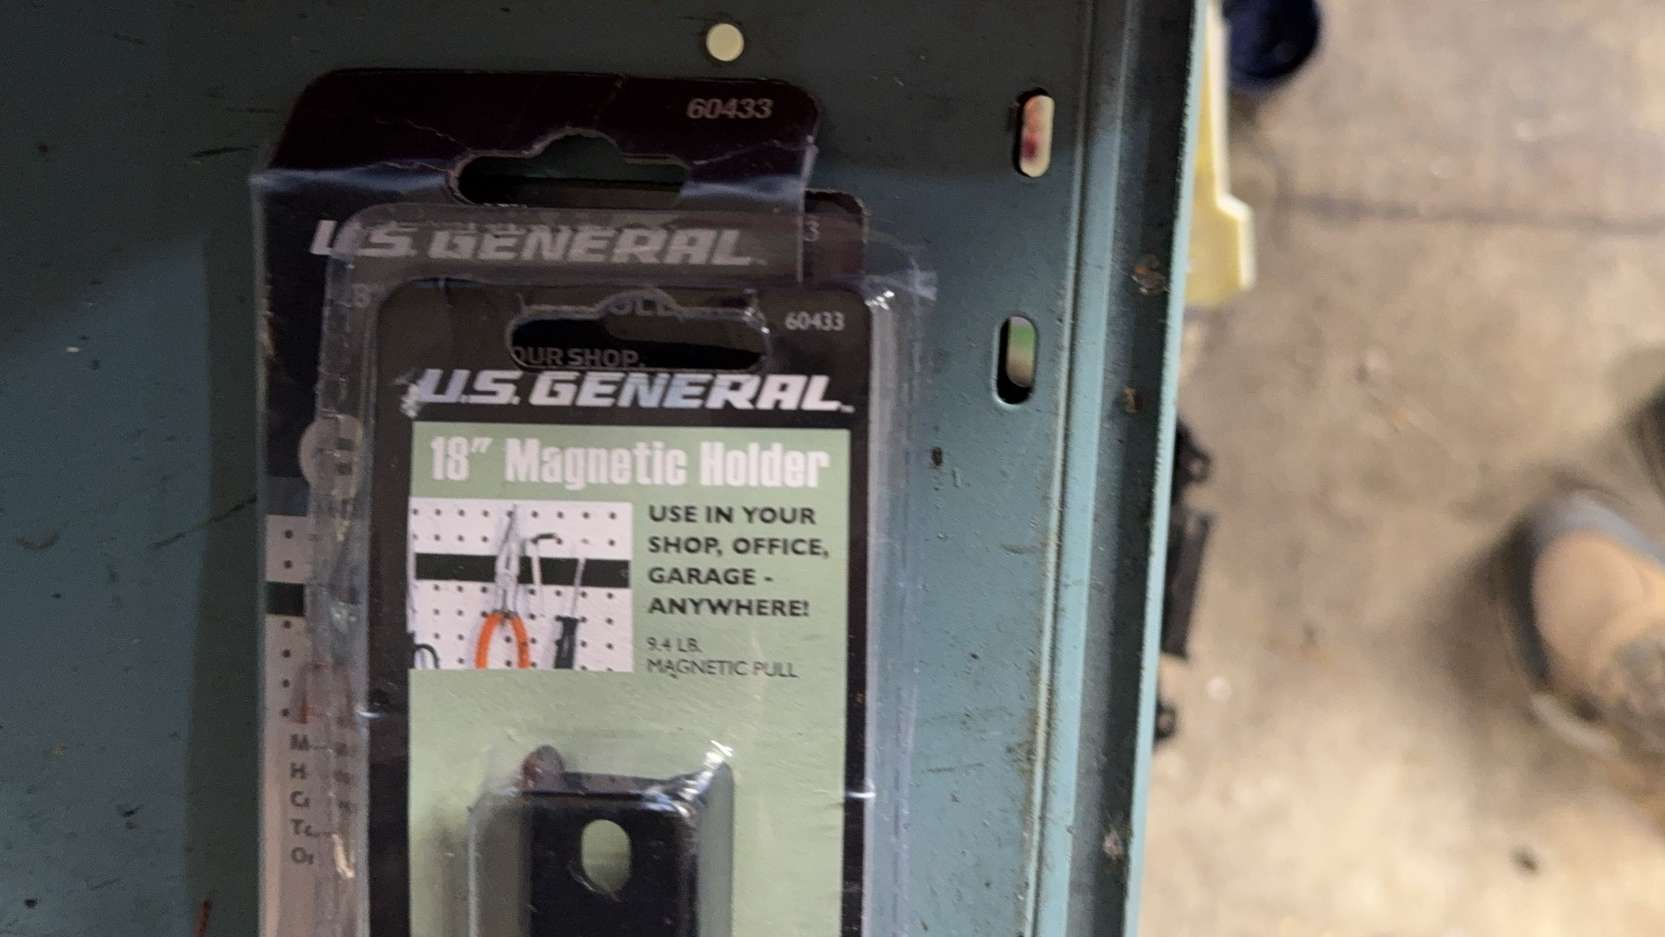 60433
U.S. GENERAL
60433
OUR SHOP,
U.S. GENERAL™
18" Magnetic Holder
USE IN YOUR
SHOP, OFFICE,
GARAGE -
ANYWHERE!
9.4 LB.
MAGNETIC PULL